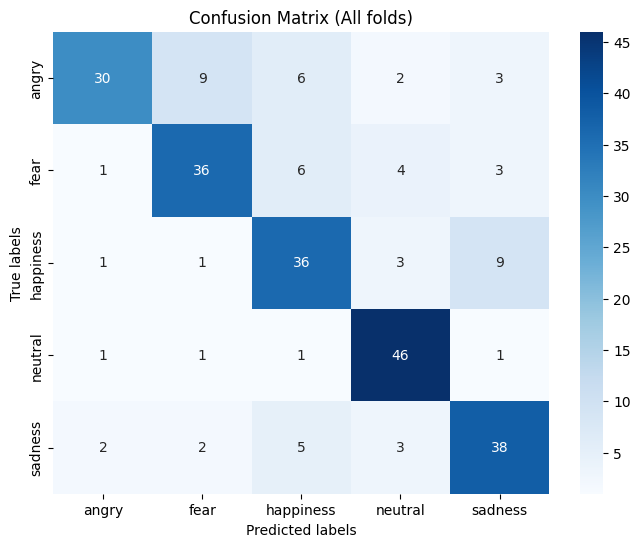 Confusion Matrix (All folds)
True labels
angry 30 9 6 2 3
fear 1 36 6 4 3
happiness 1 1 36 3 9
neutral 1 1 1 46 1
sadness 2 2 5 3 38
angry fear happiness neutral sadness
Predicted labels
45
40
35
30
25
20
15
10
5